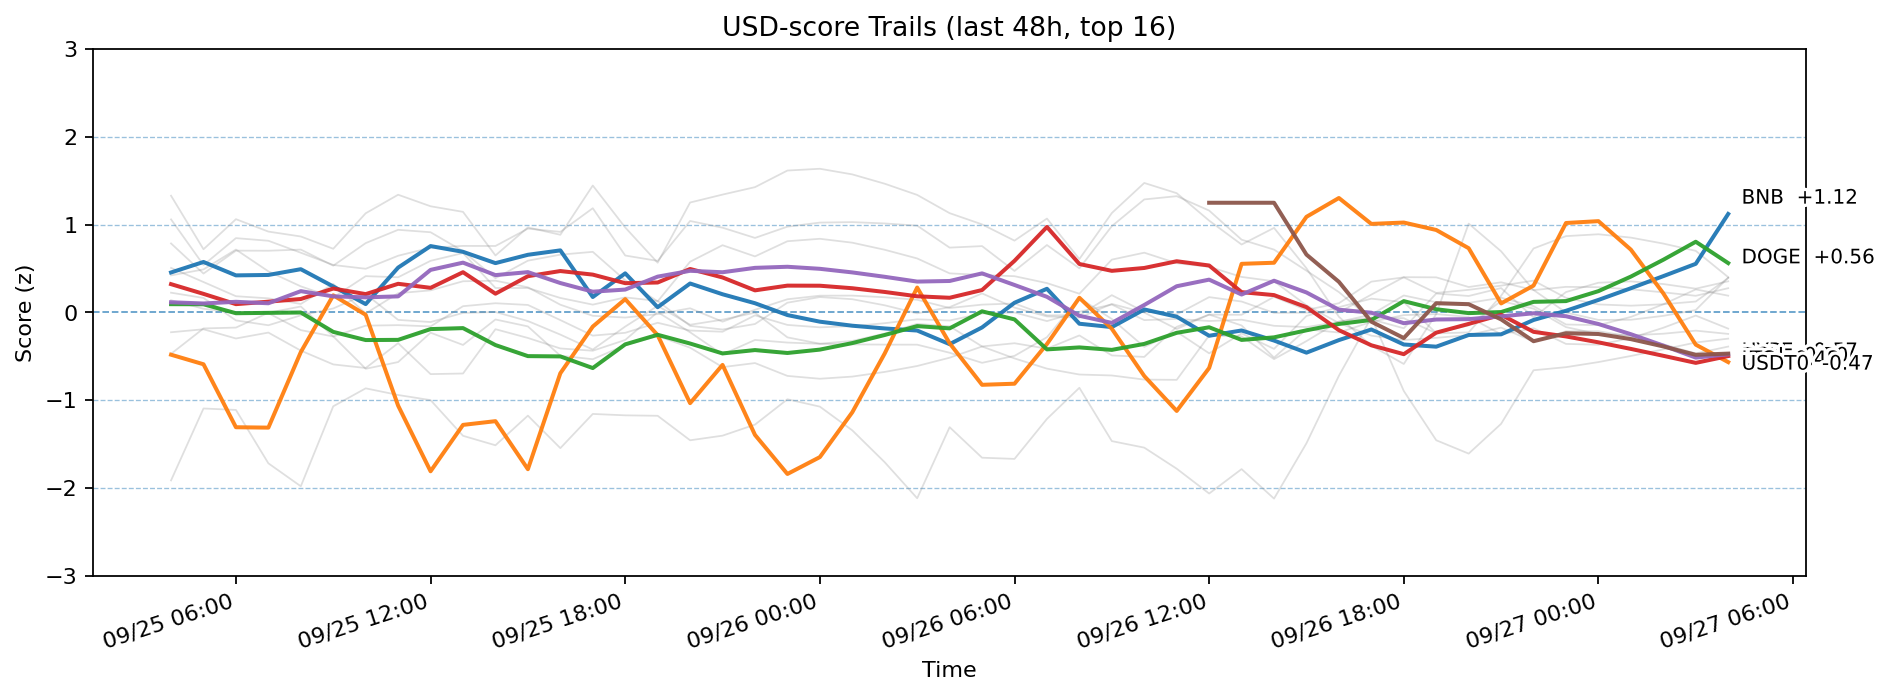 USD-score Trails (last 48h, top 16)
Score (z)
3
2
1
0
−1
−2
−3
BNB +1.12
DOGE +0.56
USDT0 -0.47
09/25 06:00
09/25 12:00
09/25 18:00
09/26 00:00
09/26 06:00
09/26 12:00
09/26 18:00
09/27 00:00
09/27 06:00
Time